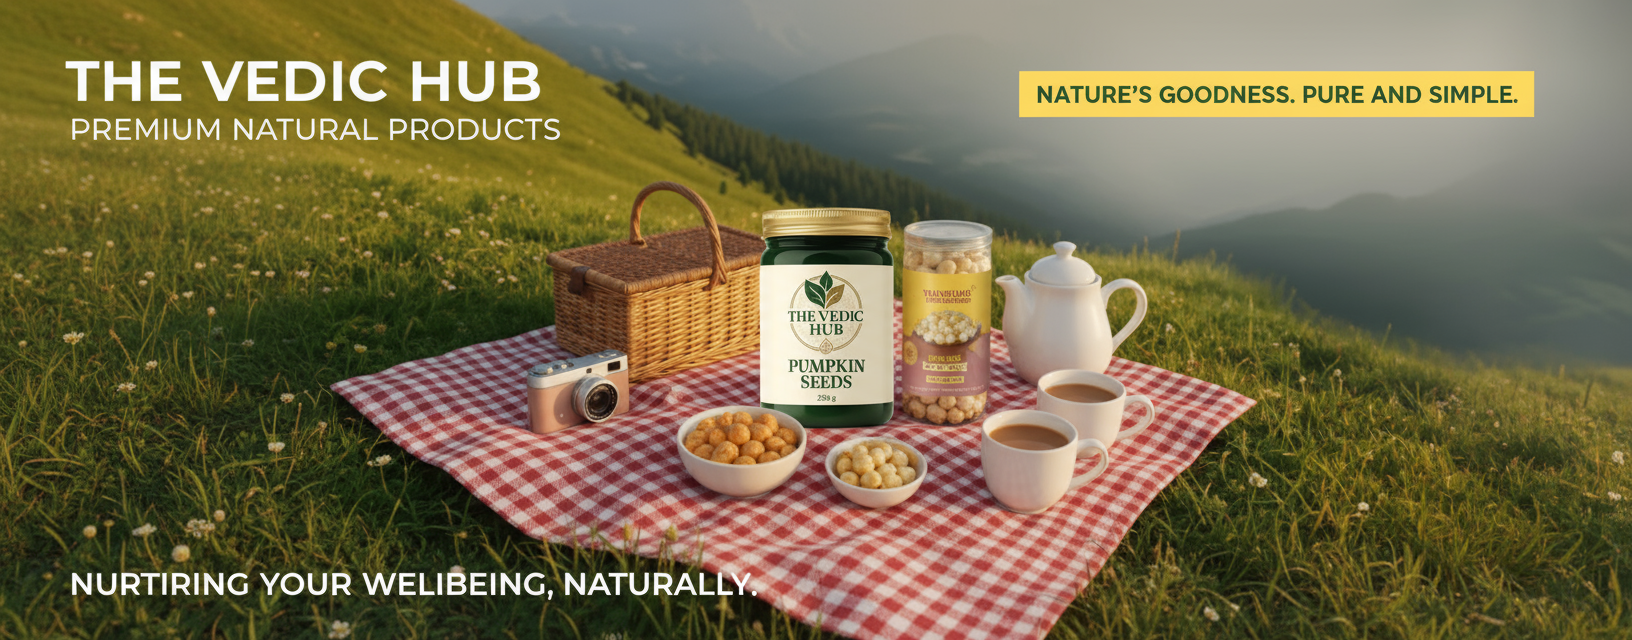 THE VEDIC HUB
PREMIUM NATURAL PRODUCTS
NATURE'S GOODNESS. PURE AND SIMPLE.
THE VEDIC
HUB
PUMPKIN
SEEDS
NURTIRING YOUR WELIBEING, NATURALLY.